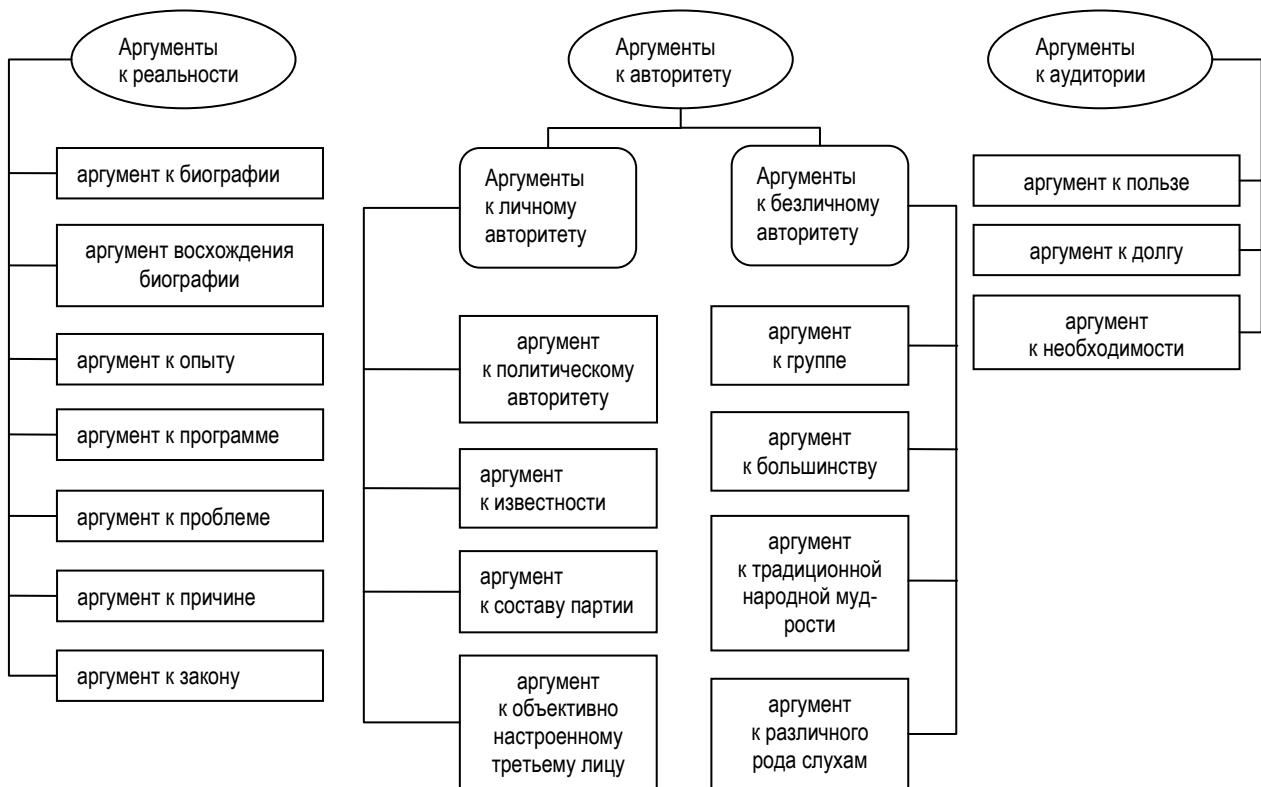 Аргументы
к реальности
аргумент к биографии
аргумент восхождения
биографии
аргумент к опыту
аргумент к программе
аргумент к проблеме
аргумент к причине
аргумент к закону
Аргументы
к авторитету
Аргументы
к личному
авторитету
аргумент
к политическому
авторитету
аргумент
к известности
аргумент
к составу партии
аргумент
к объективно
настроенному
третьему лицу
Аргументы
к безличному
авторитету
аргумент
к группе
аргумент
к большинству
аргумент
к традиционной
народной муд-
рости
аргумент
к различного
рода слухам
Аргументы
к аудитории
аргумент к пользе
аргумент к долгу
аргумент
к необходимости